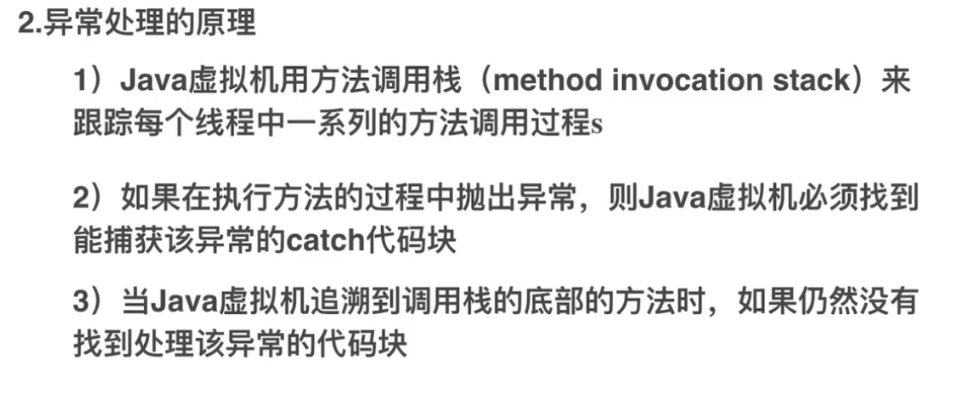 2.异常处理的原理
1）Java虚拟机用方法调用栈（method invocation stack）来
跟踪每个线程中一系列的方法调用过程s
2）如果在执行方法的过程中抛出异常，则Java虚拟机必须找到
能捕获该异常的catch代码块
3）当Java虚拟机追溯到调用栈的底部的方法时，如果仍然没有
找到处理该异常的代码块